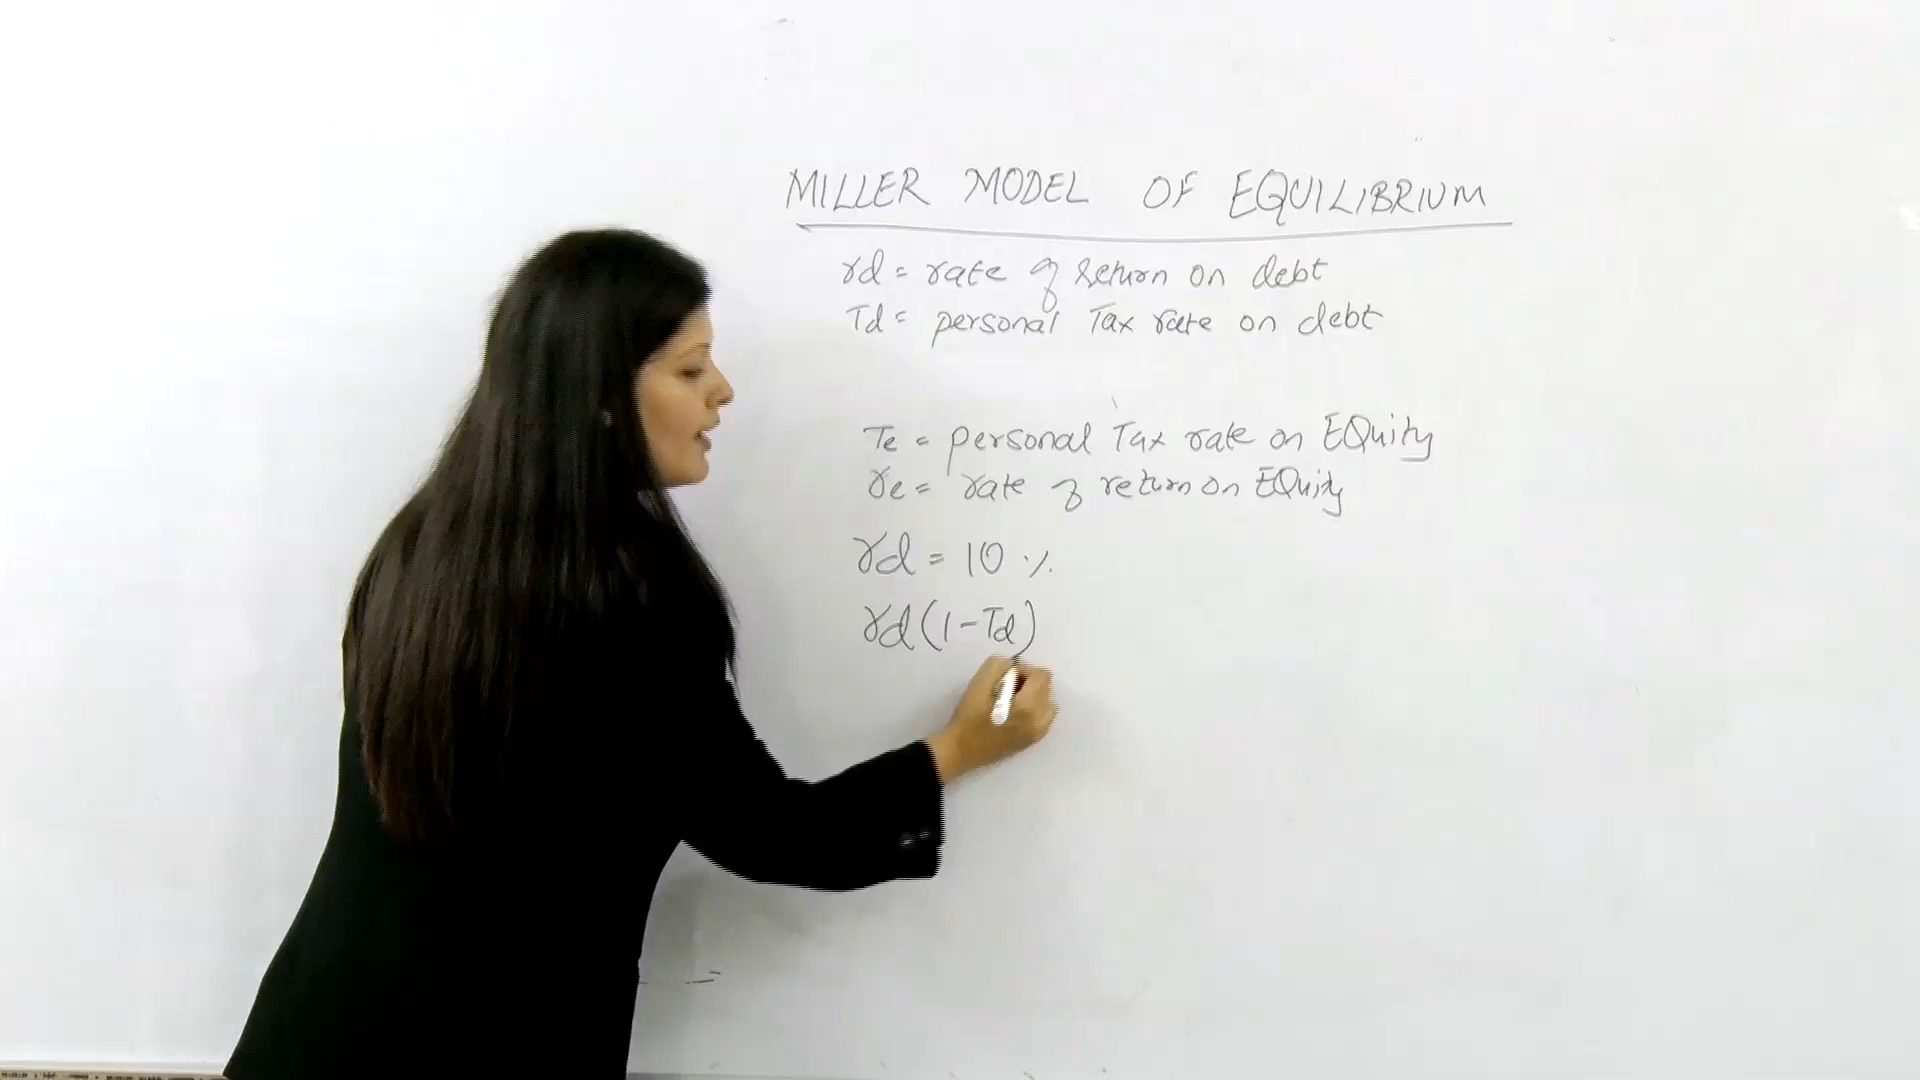 MILLER MODEL OF EQUILIBRIUM
rd = rate of return on debt
Td = personal Tax rate on debt
Te = personal Tax rate on EQuity
re = rate of return on EQuity
rd = 10 %
rd (1-Td)